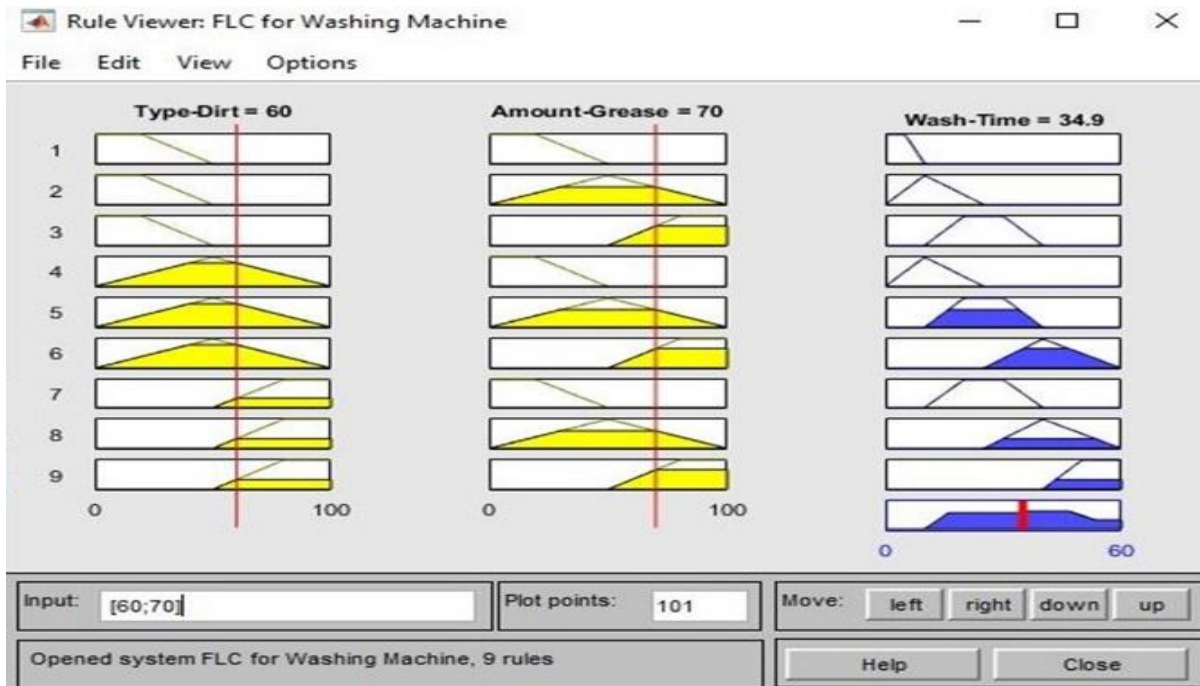 Rule Viewer: FLC for Washing Machine
File Edit View Options
Type-Dirt = 60 Amount-Grease = 70 Wash-Time = 34.9
1
2
3
4
5
6
7
8
9
0 100 0 100
0 60
Input: [60;70] Plot points: 101 Move: left right down up
Opened system FLC for Washing Machine, 9 rules Help Close